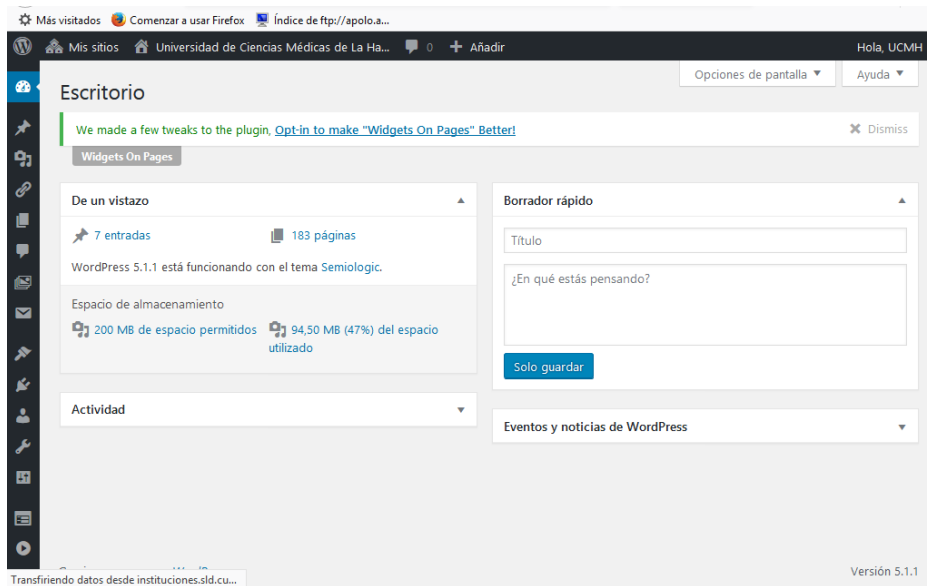 Más visitados Comenzar a usar Firefox Índice de ftp://apolo.a...
Mis sitios Universidad de Ciencias Médicas de La Ha... 0 + Añadir Hola, UCMH
Opciones de pantalla ▼ Ayuda ▼
Escritorio
We made a few tweaks to the plugin, Opt-in to make "Widgets On Pages" Better! Dismiss
Widgets On Pages
De un vistazo
7 entradas 183 páginas
WordPress 5.1.1 está funcionando con el tema Semiologic.
Espacio de almacenamiento
200 MB de espacio permitidos 94,50 MB (47%) del espacio
utilizado
Actividad
Borrador rápido
Título
¿En qué estás pensando?
Solo guardar
Eventos y noticias de WordPress
Versión 5.1.1
Transfiriendo datos desde instituciones.sld.cu...